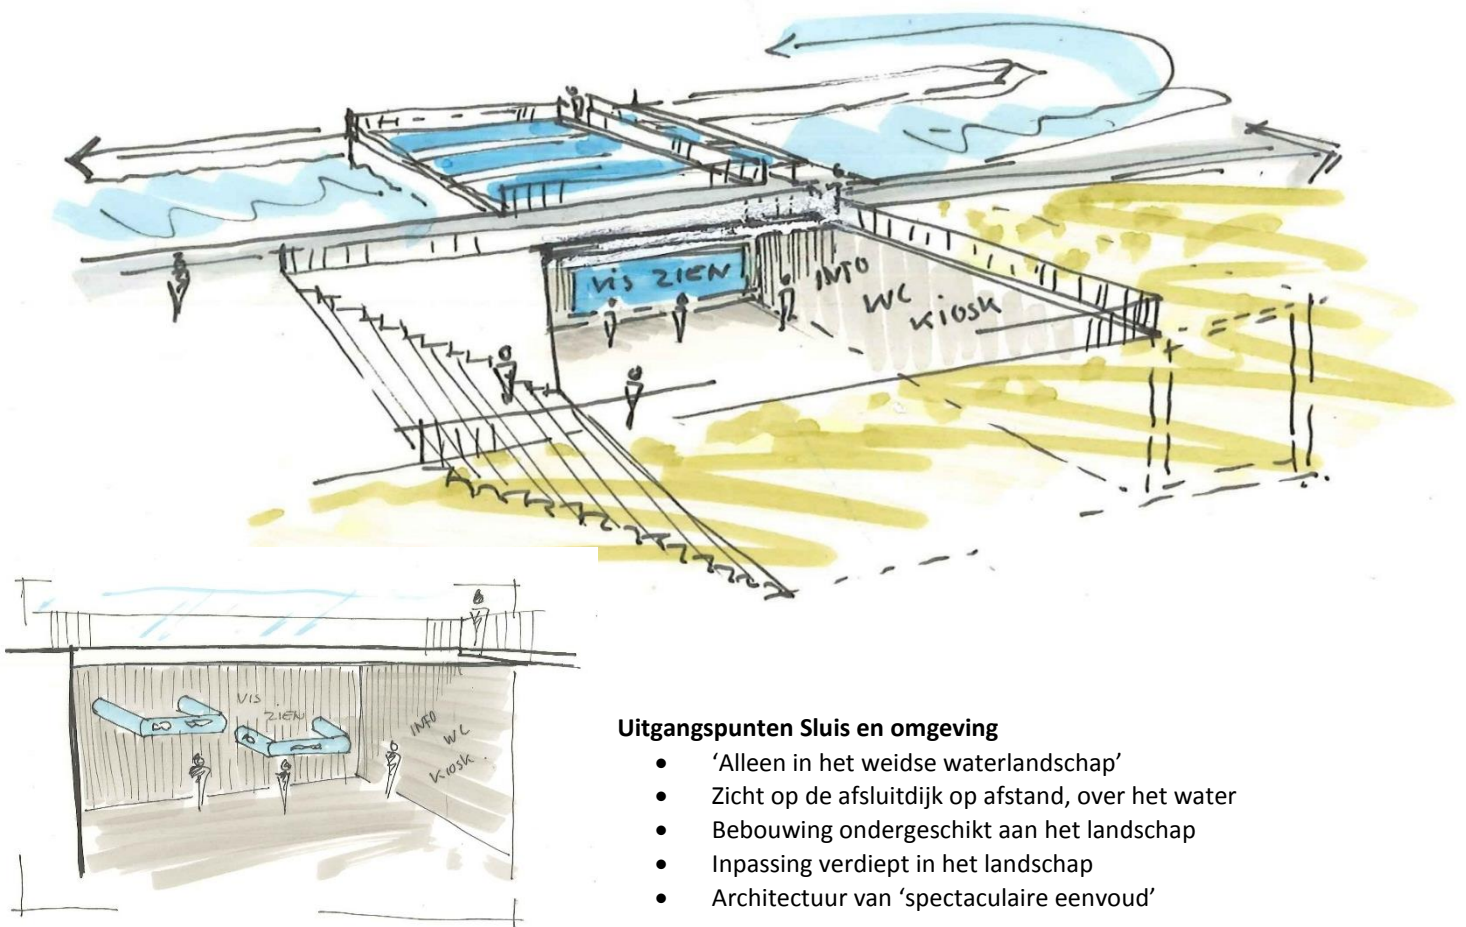 VIS ZIEN
INFO
WC
KIOSK
VIS
ZIEN
INFO
WC
KIOSK
Uitgangspunten Sluis en omgeving
• ‘Alleen in het weidse waterlandschap’
• Zicht op de afsluitdijk op afstand, over het water
• Bebouwing ondergeschikt aan het landschap
• Inpassing verdiept in het landschap
• Architectuur van ‘spectaculaire eenvoud’